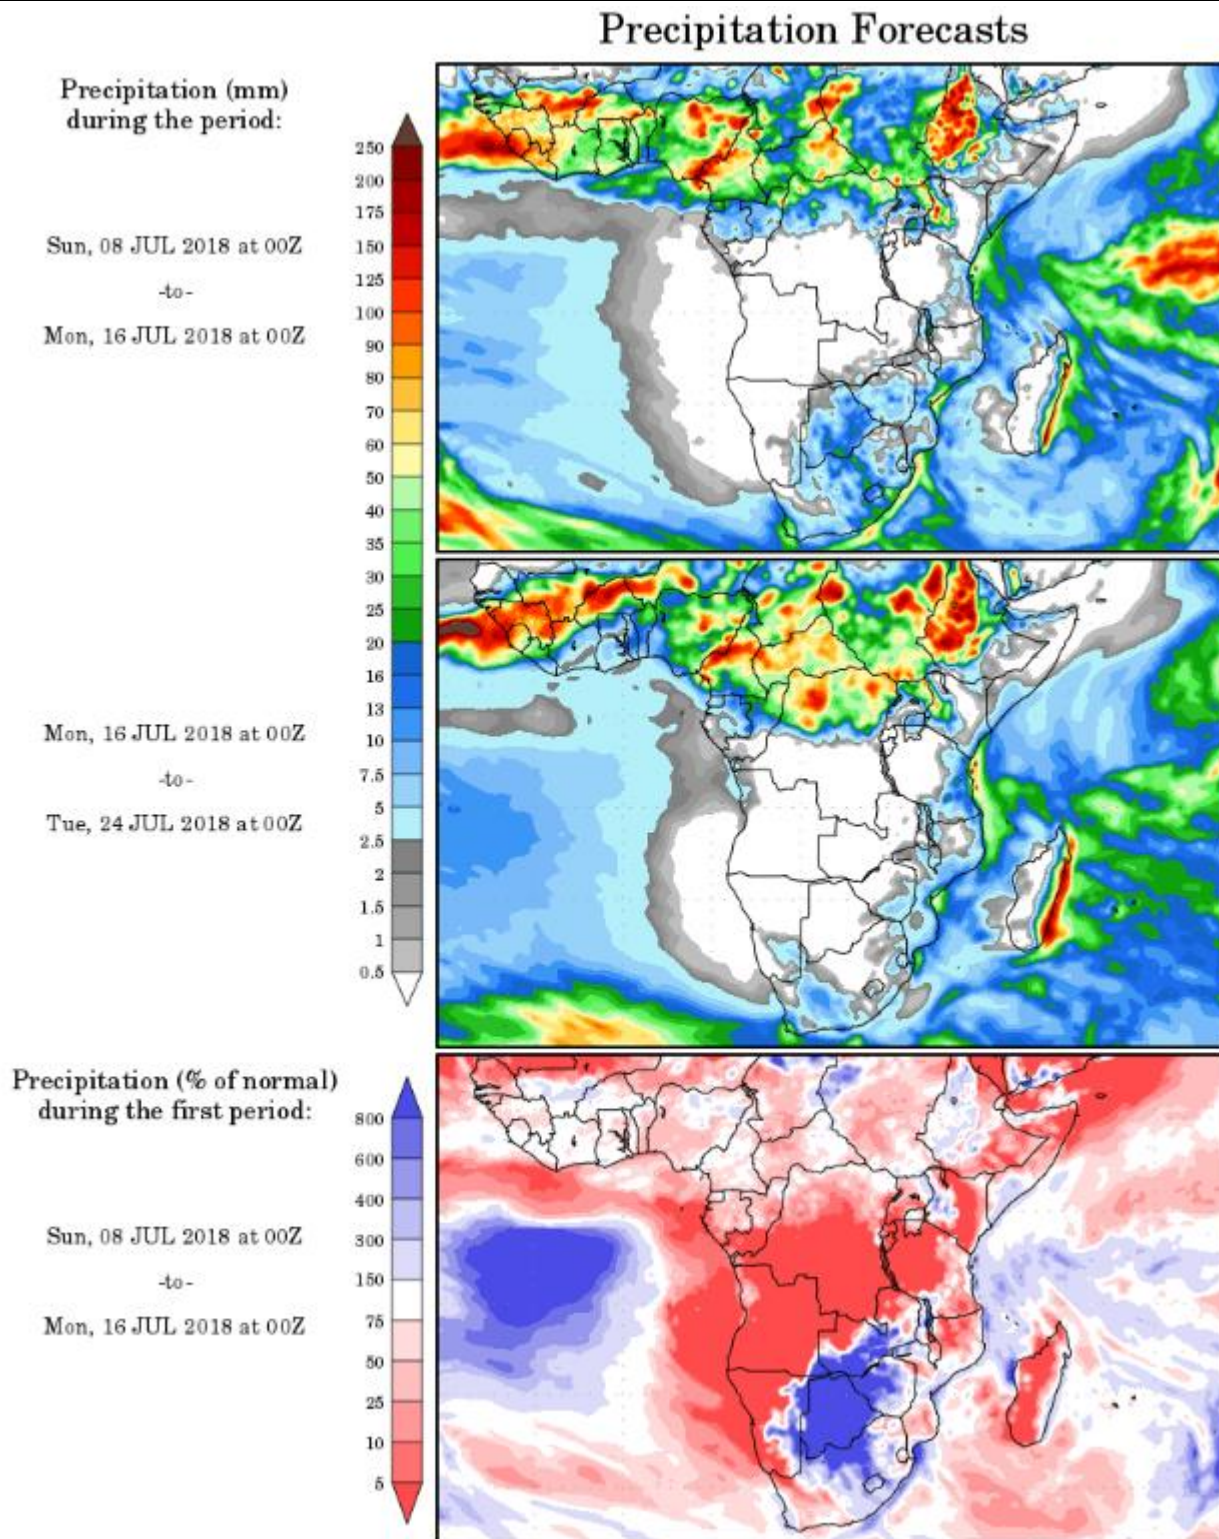 Precipitation Forecasts
Precipitation (mm)
during the period:
Sun, 08 JUL 2018 at 00Z
-to-
Mon, 16 JUL 2018 at 00Z
250
200
175
150
125
100
90
80
70
60
50
40
35
30
25
20
16
13
10
7.5
5
2.5
2
1.5
1
0.5
Mon, 16 JUL 2018 at 00Z
-to-
Tue, 24 JUL 2018 at 00Z
Precipitation (% of normal)
during the first period:
Sun, 08 JUL 2018 at 00Z
-to-
Mon, 16 JUL 2018 at 00Z
800
600
400
300
150
75
50
25
10
5